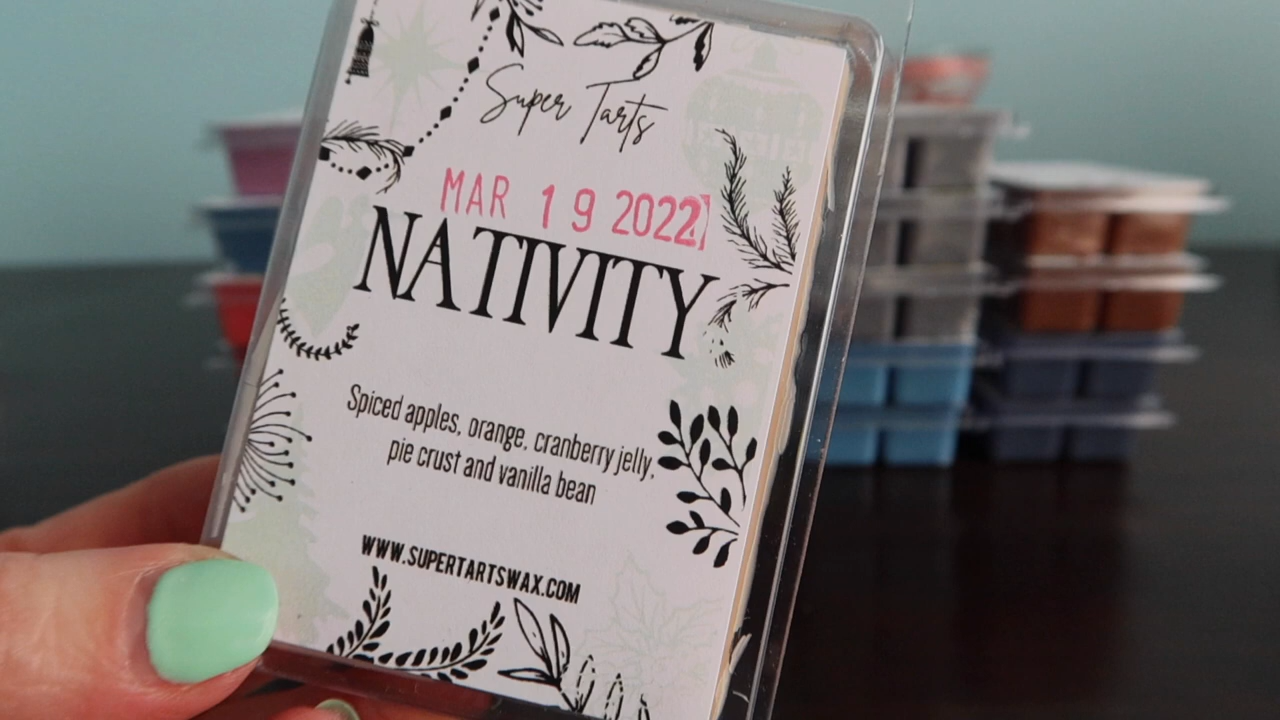 Super Tarts
MAR 19 2022
NATIVITY
Spiced apples, orange, cranberry jelly,
pie crust and vanilla bean
WWW.SUPERTARTSWAX.COM